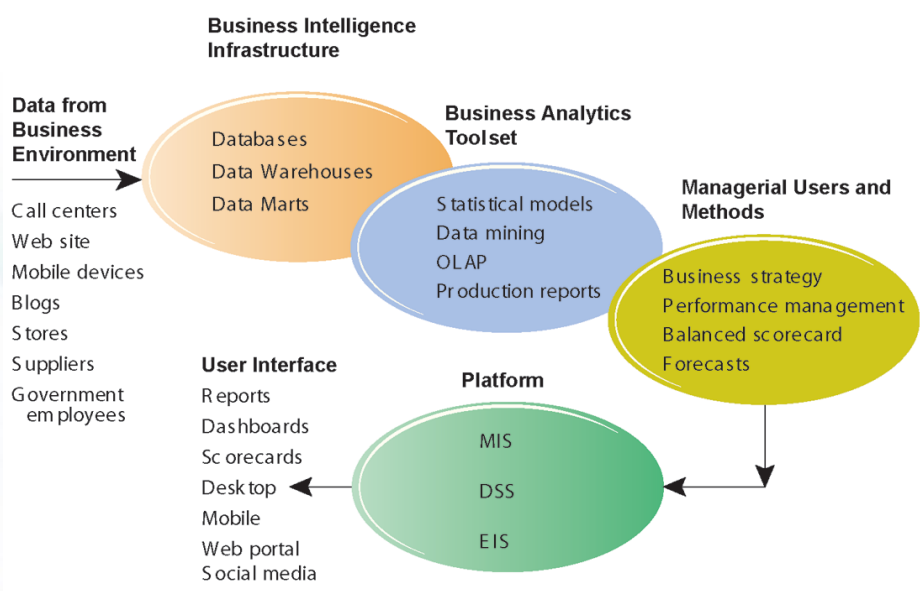 Business Intelligence
Infrastructure
Data from
Business
Environment
Call centers
Web site
Mobile devices
Blogs
Stores
Suppliers
Government
employees
Databases
Data Warehouses
Data Marts
Business Analytics
Toolset
Statistical models
Data mining
OLAP
Production reports
Managerial Users and
Methods
Business strategy
Performance management
Balanced scorecard
Forecasts
Platform
MIS
DSS
EIS
User Interface
Reports
Dashboards
Scorecards
Desktop
Mobile
Web portal
Social media